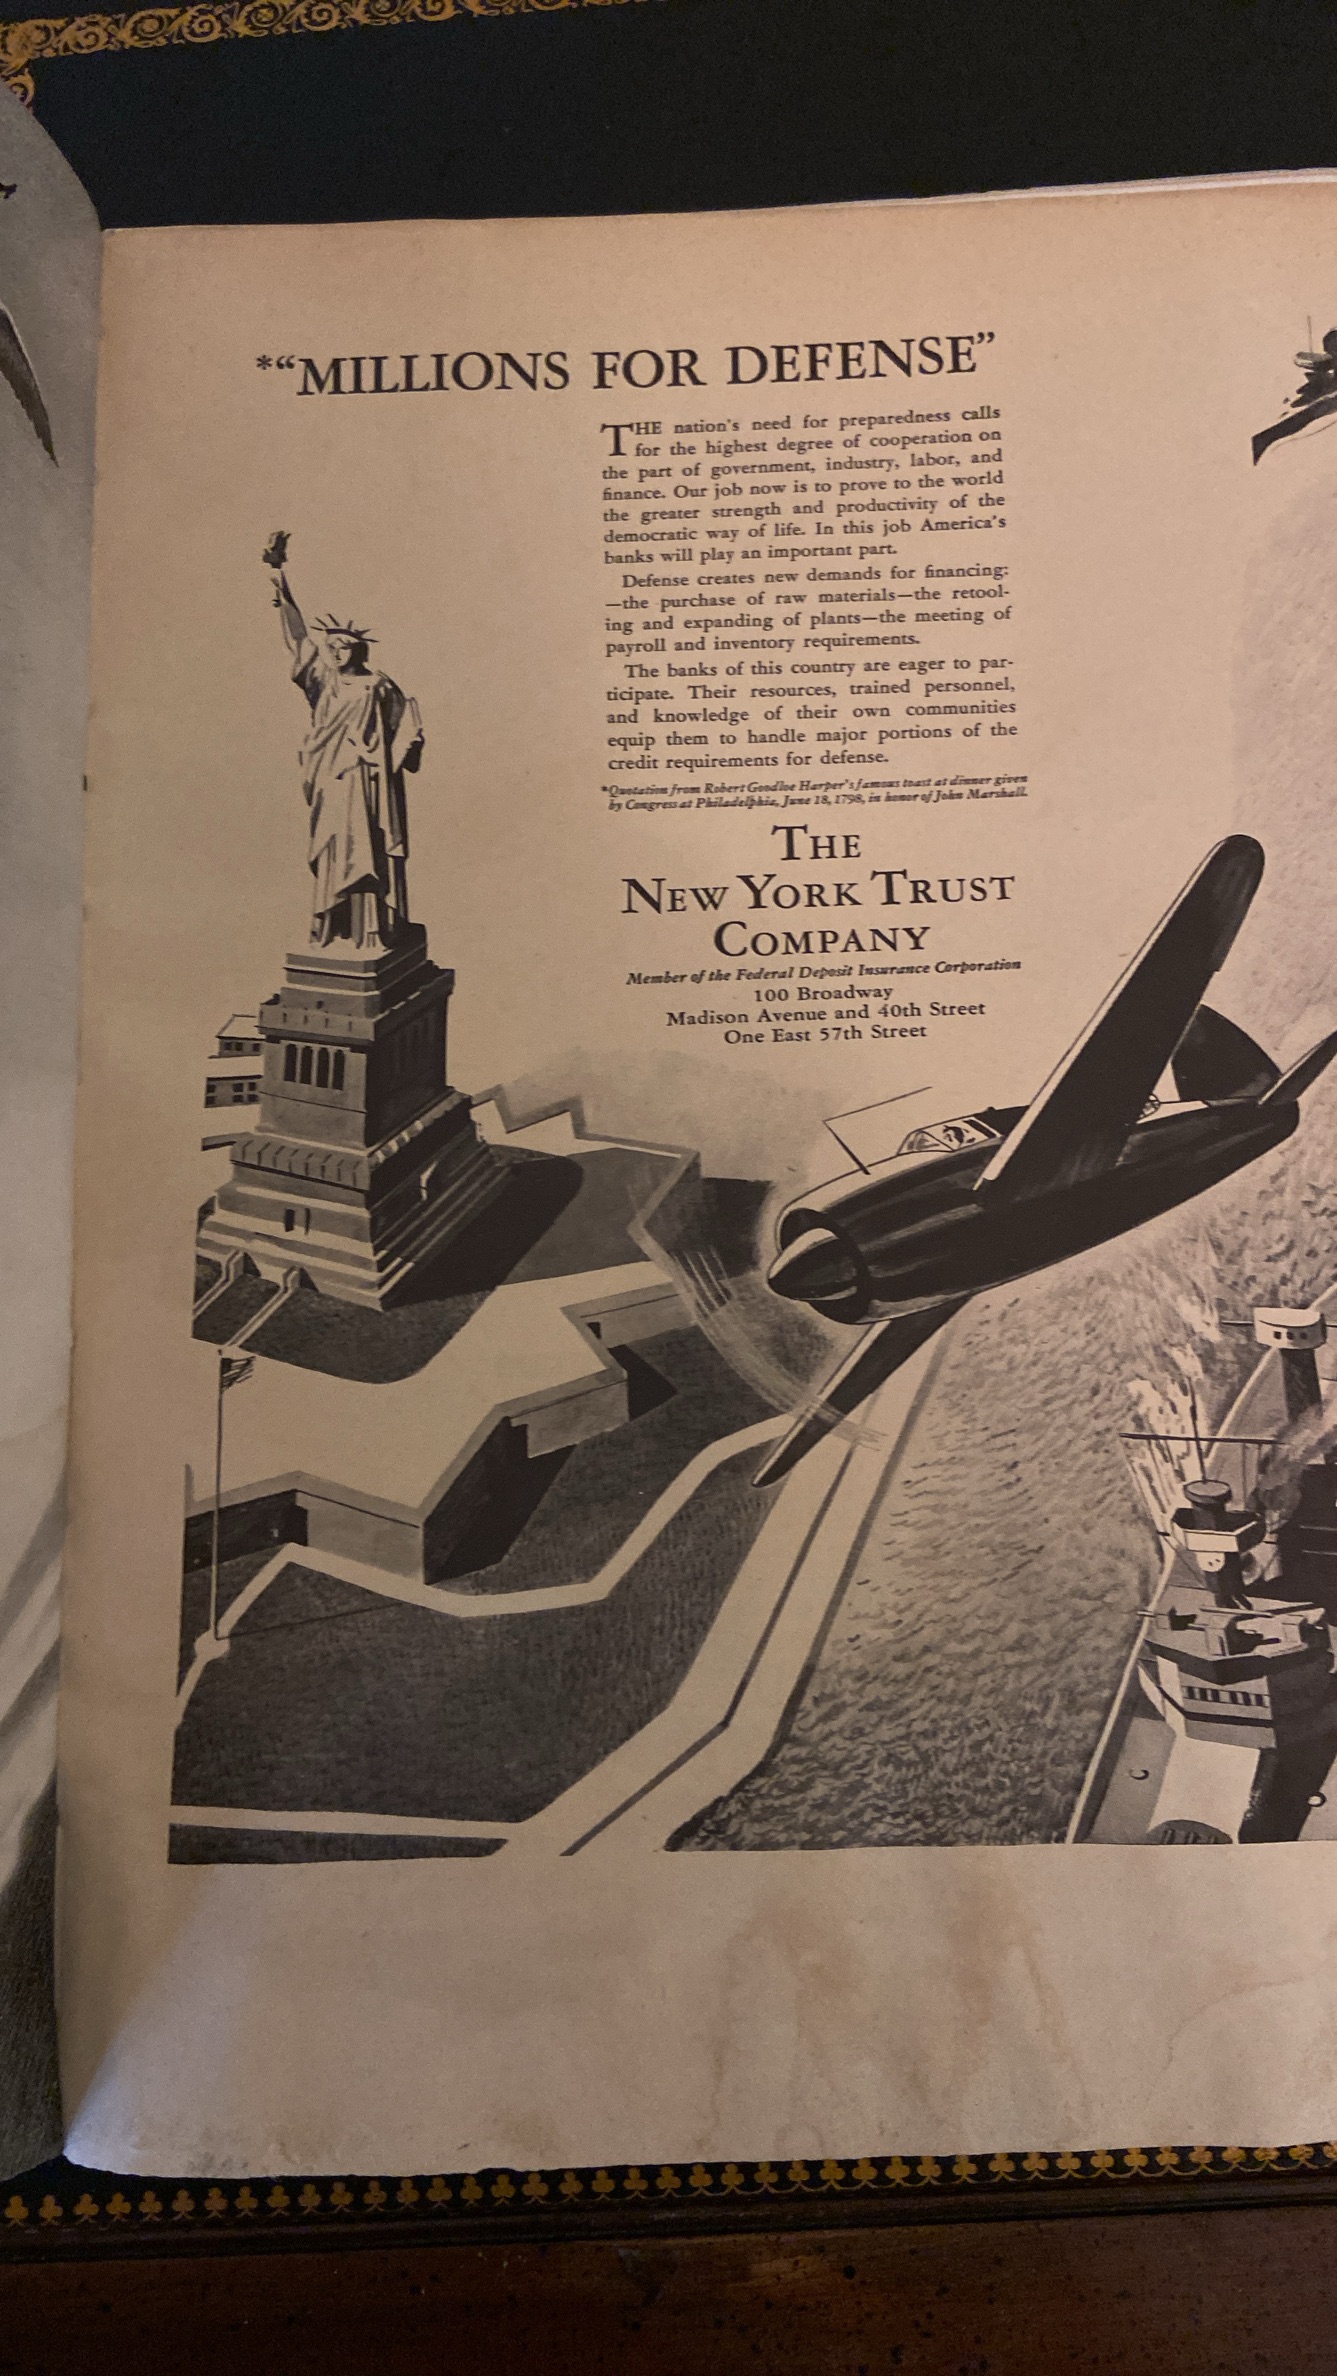 *“MILLIONS FOR DEFENSE”
THE nation's need for preparedness calls
for the highest degree of cooperation on
the part of government, industry, labor, and
finance. Our job now is to prove to the world
the greater strength and productivity of the
democratic way of life. In this job America's
banks will play an important part.
Defense creates new demands for financing:
—the purchase of raw materials—the retool-
ing and expanding of plants—the meeting of
payroll and inventory requirements.
The banks of this country are eager to par-
ticipate. Their resources, trained personnel,
and knowledge of their own communities
equip them to handle major portions of the
credit requirements for defense.
*Quotation from Robert Goodloe Harper's famous toast at dinner given
by Congress at Philadelphia, June 18, 1798, in honor of John Marshall.
THE
NEW YORK TRUST
COMPANY
Member of the Federal Deposit Insurance Corporation
100 Broadway
Madison Avenue and 40th Street
One East 57th Street